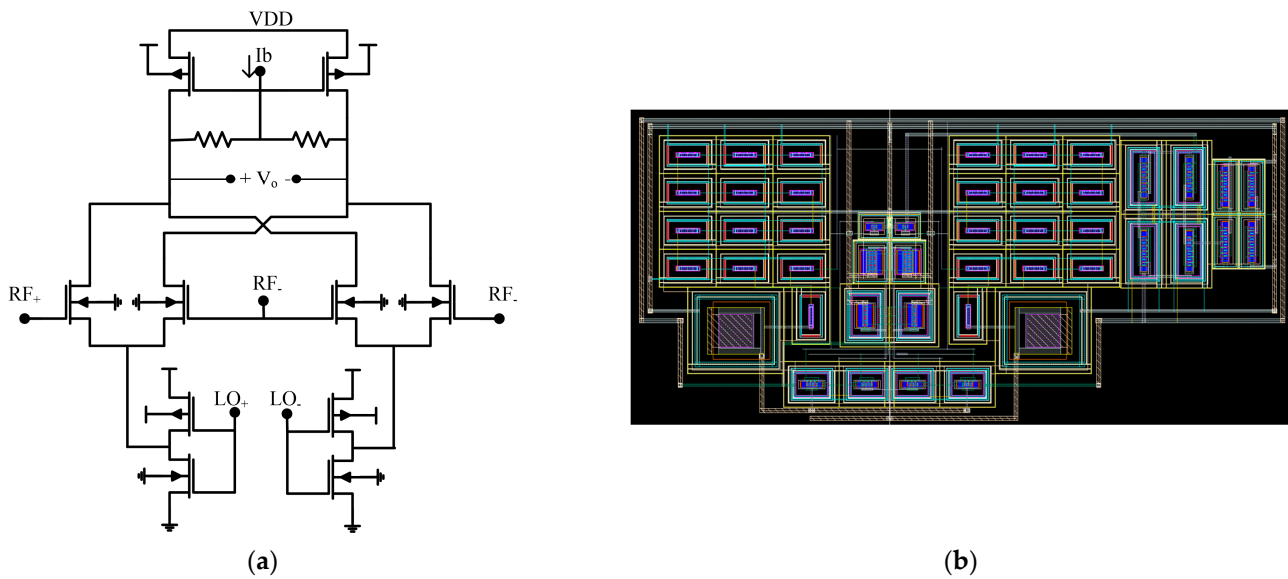 VDD
Ib
+ Vₒ -
RF₊
RF₋
RF₋
LO₊
LO₋
(a)
(b)